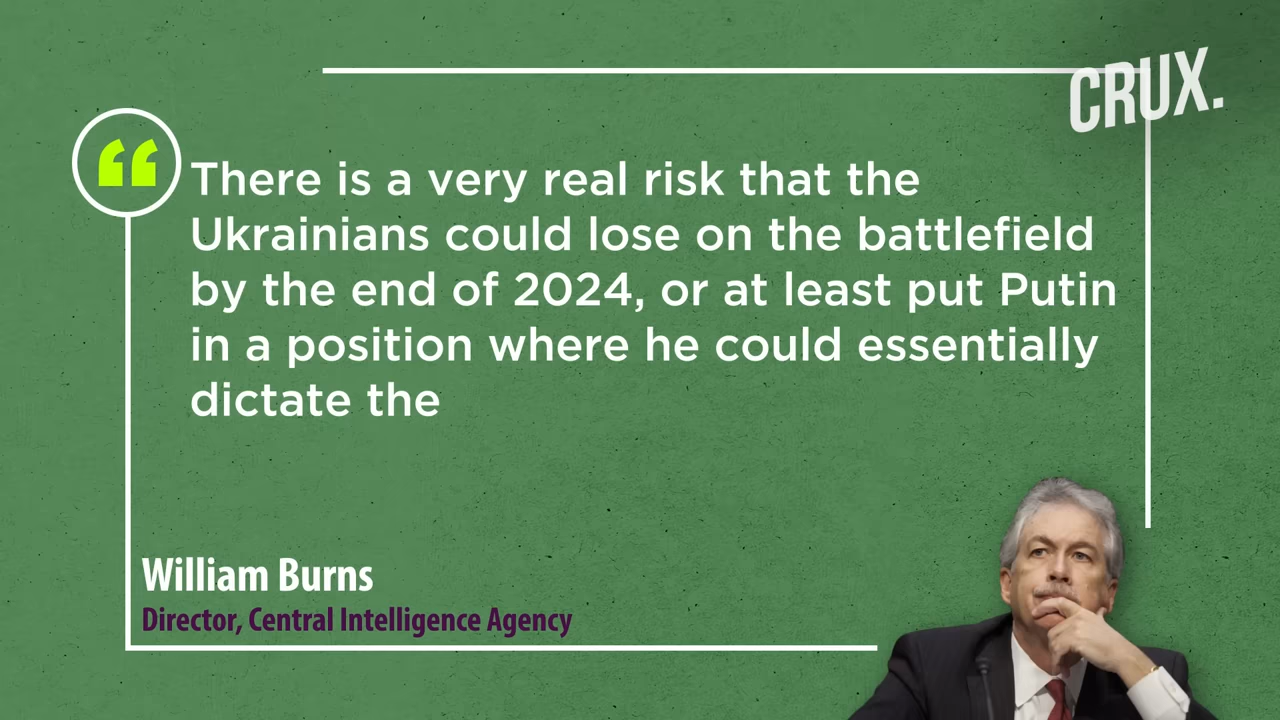 CRUX.
“
There is a very real risk that the
Ukrainians could lose on the battlefield
by the end of 2024, or at least put Putin
in a position where he could essentially
dictate the
William Burns
Director, Central Intelligence Agency